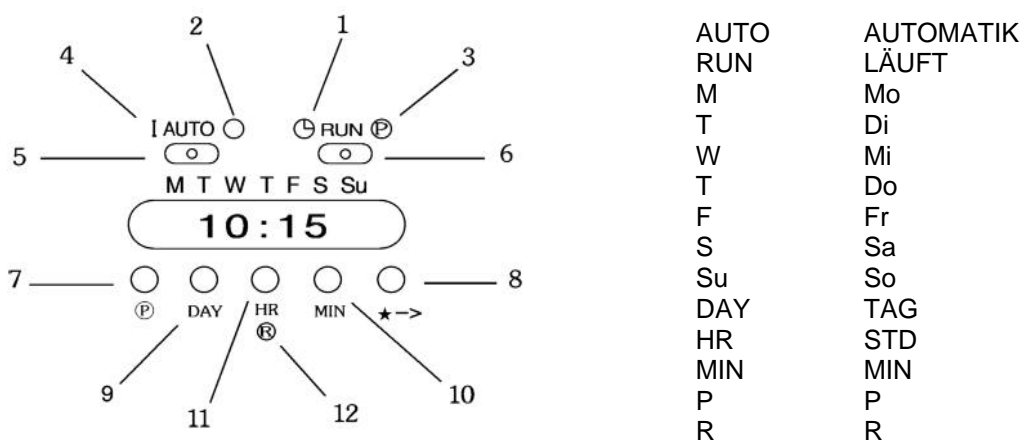 2 1
4 3
I AUTO ○ RUN Ⓟ
5 6
M T W T F S Su
10:15
7 8
Ⓟ DAY HR MIN ★->
Ⓡ
9 11 12 10
AUTO AUTOMATIK
RUN LÄUFT
M Mo
T Di
W Mi
T Do
F Fr
S Sa
Su So
DAY TAG
HR STD
MIN MIN
P P
R R